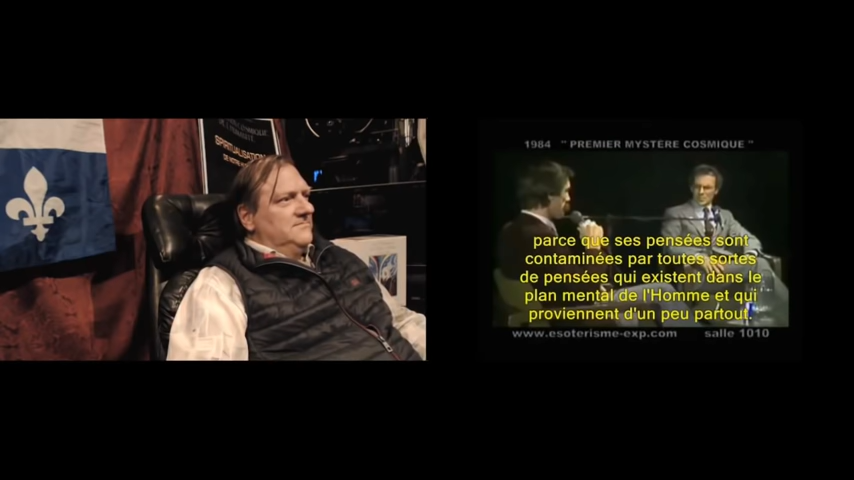 SPIRITUALISATION
1984 " PREMIER MYSTÈRE COSMIQUE "
parce que ses pensées sont
contaminées par toutes sortes
de pensées qui existent dans le
plan mental de l'Homme et qui
proviennent d'un peu partout.
www.esoterisme-exp.com salle 1010